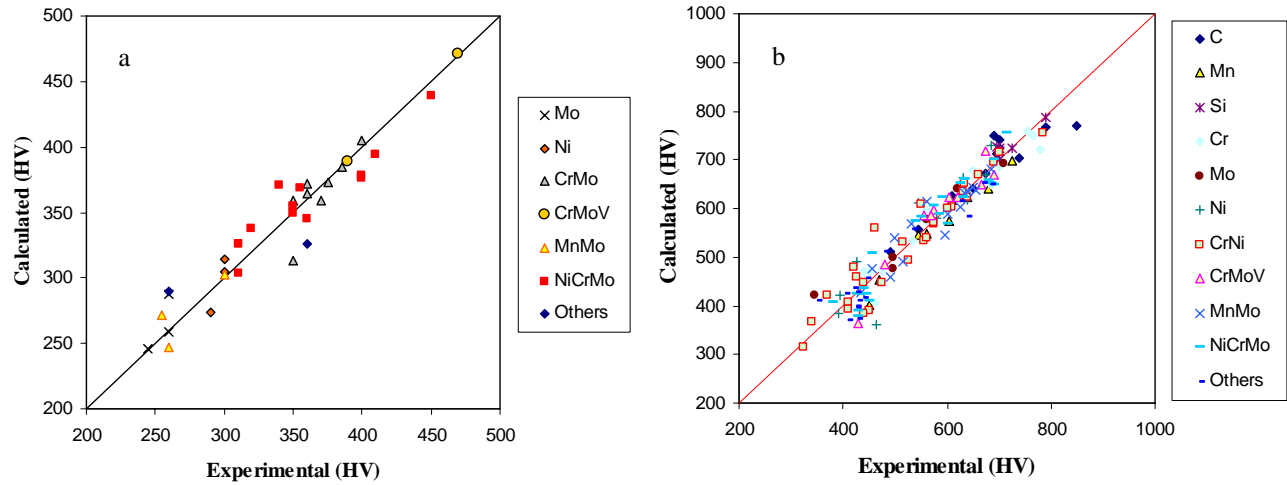 a
Calculated (HV)
500
450
400
350
300
250
200
200 250 300 350 400 450 500
Experimental (HV)
Mo
Ni
CrMo
CrMoV
MnMo
NiCrMo
Others
b
Calculated (HV)
1000
900
800
700
600
500
400
300
200
200 400 600 800 1000
Experimental (HV)
C
Mn
Si
Cr
Mo
Ni
CrNi
CrMoV
MnMo
NiCrMo
Others